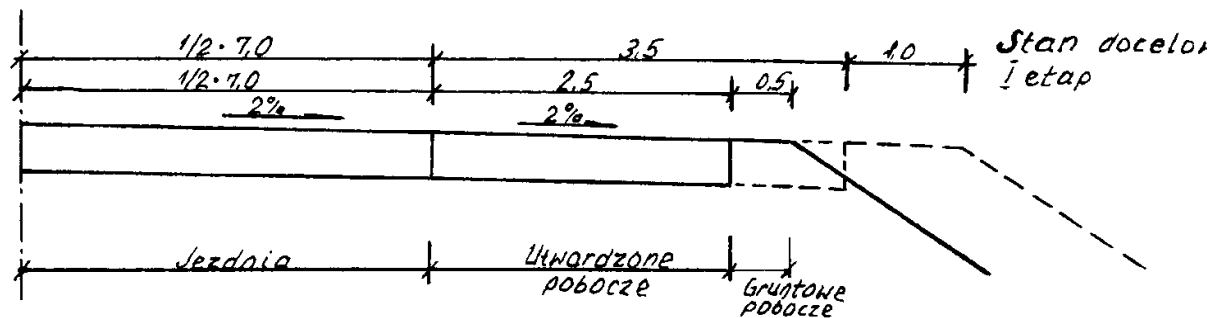 1/2·7,0
3,5
1,0
Stan docelow
1/2·7,0
2,5
0,5
I etap
2%
2%
Jezdnia
Utwardzone
pobocze
Gruntowe
pobocze